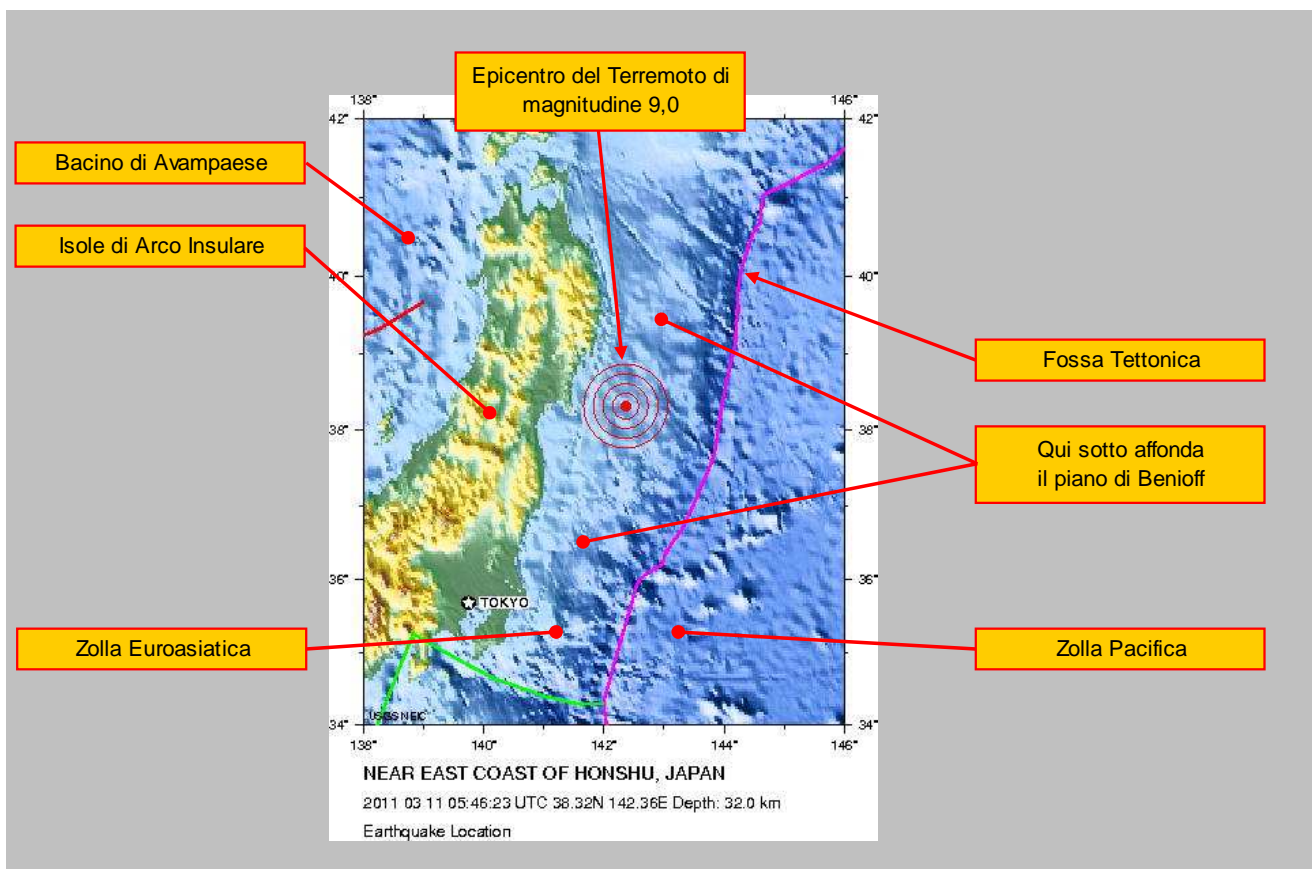 Epicentro del Terremoto di
magnitudine 9,0
138° 146°
42° 42°
Bacino di Avampaese
Isole di Arco Insulare
40° 40°
Fossa Tettonica
38° 38°
Qui sotto affonda
il piano di Benioff
36° 36°
TOKYO
Zolla Euroasiatica
Zolla Pacifica
USGS NEIC
34° 34°
138° 140° 142° 144° 146°
NEAR EAST COAST OF HONSHU, JAPAN
2011 03 11 05:46:23 UTC 38.32N 142.36E Depth: 32.0 km
Earthquake Location